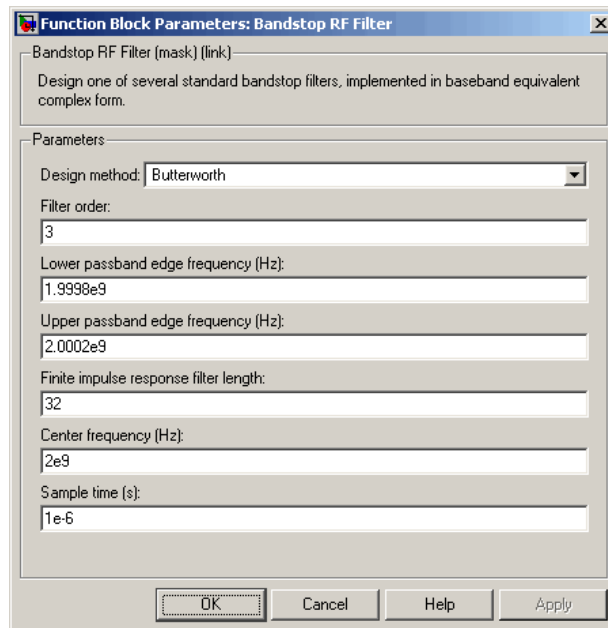 Function Block Parameters: Bandstop RF Filter
Bandstop RF Filter (mask) (link)
Design one of several standard bandstop filters, implemented in baseband equivalent
complex form.
Parameters
Design method: Butterworth
Filter order:
3
Lower passband edge frequency (Hz):
1.9998e9
Upper passband edge frequency (Hz):
2.0002e9
Finite impulse response filter length:
32
Center frequency (Hz):
2e9
Sample time (s):
1e-6
OK Cancel Help Apply